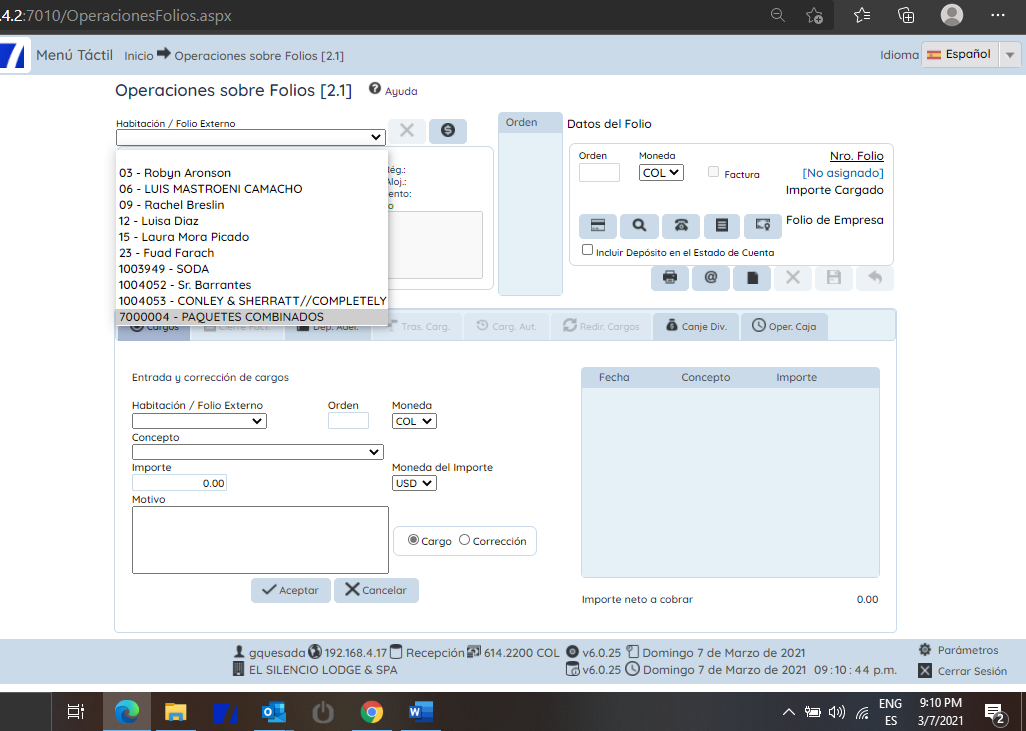 .4.2:7010/OperacionesFolios.aspx
Menú Táctil Inicio Operaciones sobre Folios [2.1] Idioma Español
Operaciones sobre Folios [2.1] Ayuda
Habitación / Folio Externo
03 - Robyn Aronson
06 - LUIS MASTROENI CAMACHO
09 - Rachel Breslin
12 - Luisa Diaz
15 - Laura Mora Picado
23 - Fuad Farach
1003949 - SODA
1004052 - Sr. Barrantes
1004053 - CONLEY & SHERRATT//COMPLETELY
7000004 - PAQUETES COMBINADOS
Orden
Datos del Folio
Orden Moneda Nro. Folio
COL Factura [No asignado]
Importe Cargado
Folio de Empresa
Incluir Depósito en el Estado de Cuenta
Cargos Cierre Fact. Dep. Adel. Tras. Carg. Carg. Aut. Redir. Cargos Canje Div. Oper. Caja
Entrada y corrección de cargos
Habitación / Folio Externo Orden Moneda
COL
Concepto
Importe Moneda del Importe
0.00 USD
Motivo
Cargo Corrección
Aceptar Cancelar
Fecha Concepto Importe
Importe neto a cobrar 0.00
gquesada 192.168.4.17 Recepción 614.2200 COL v6.0.25 Domingo 7 de Marzo de 2021 Parámetros
EL SILENCIO LODGE & SPA v6.0.25 Domingo 7 de Marzo de 2021 09:10:44 p.m. Cerrar Sesión
ENG
ES
9:10 PM
3/7/2021
2